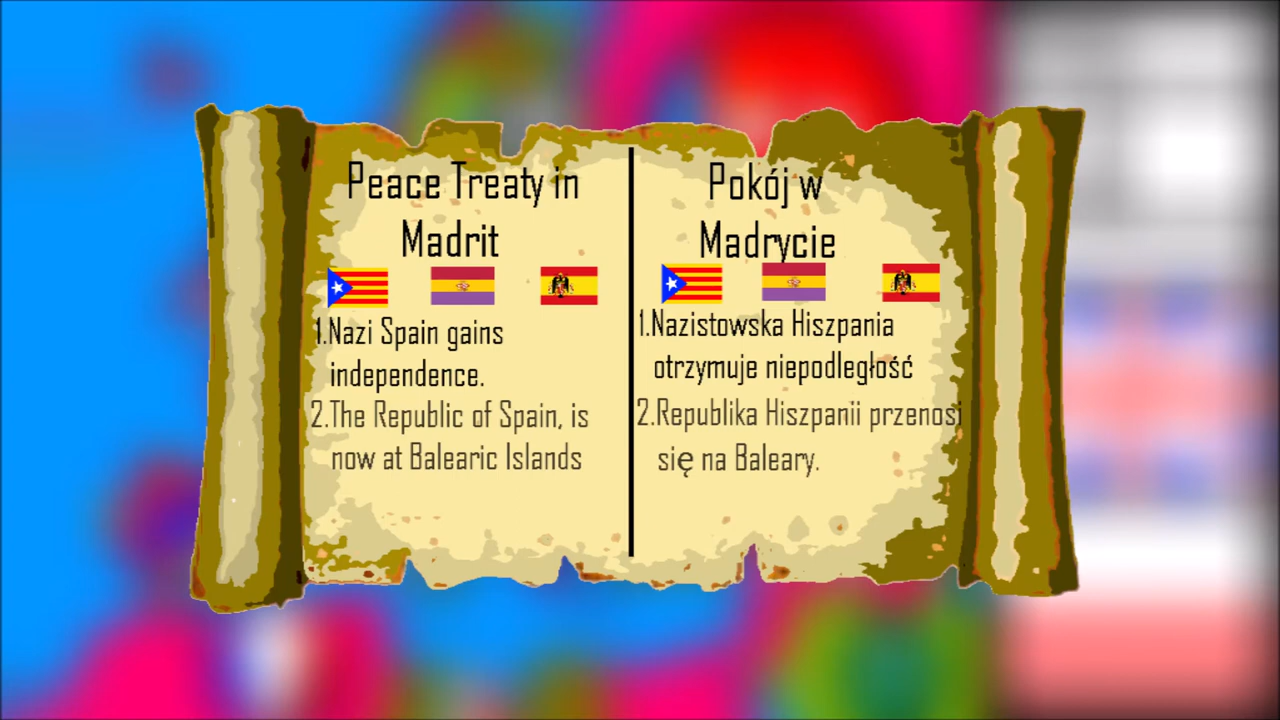 Peace Treaty in
Madrit
1.Nazi Spain gains
independence.
2.The Republic of Spain, is
now at Balearic Islands
Pokój w
Madrycie
1.Nazistowska Hiszpania
otrzymuje niepodległość
2.Republika Hiszpanii przenosi
się na Baleary.